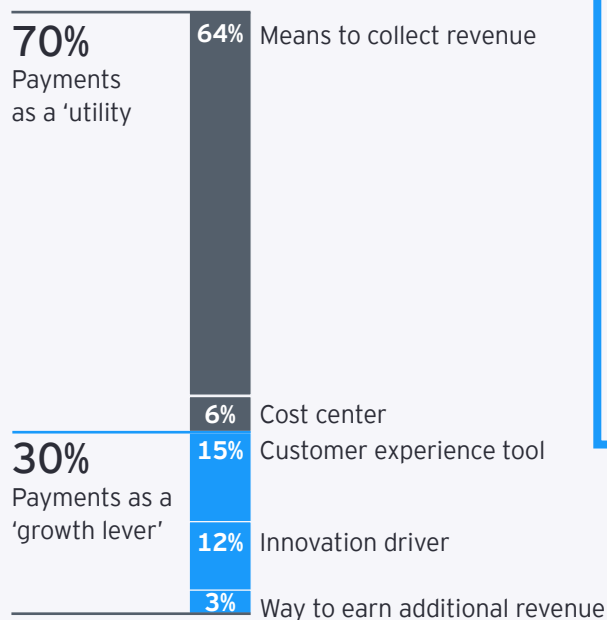 70%
Payments
as a ‘utility
64% Means to collect revenue
6% Cost center
30%
Payments as a
‘growth lever’
15% Customer experience tool
12% Innovation driver
3% Way to earn additional revenue